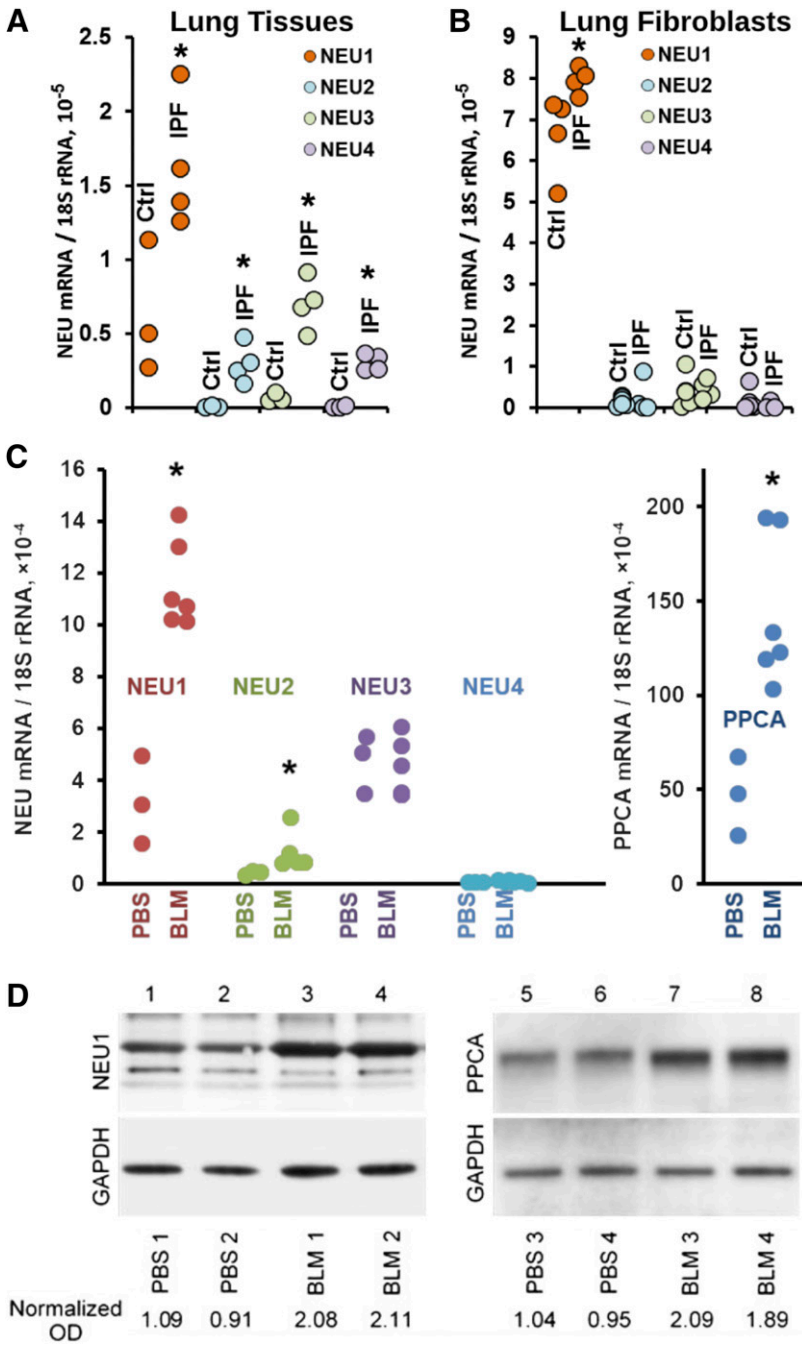 A
Lung Tissues
NEU mRNA / 18S rRNA, 10-5
2.5
2
1.5
1
0.5
0
NEU1
NEU2
NEU3
NEU4
Ctrl
IPF
*
Ctrl
IPF
*
Ctrl
IPF
*
Ctrl
IPF
*
B
Lung Fibroblasts
NEU mRNA / 18S rRNA, 10-5
9
8
7
6
5
4
3
2
1
0
NEU1
NEU2
NEU3
NEU4
Ctrl
IPF
*
Ctrl
IPF
Ctrl
IPF
Ctrl
IPF
C
NEU mRNA / 18S rRNA, ×10-4
16
14
12
10
8
6
4
2
0
*
*
NEU1 NEU2 NEU3 NEU4
PBS BLM PBS BLM PBS BLM PBS BLM
PPCA mRNA / 18S rRNA, ×10-4
200
150
100
50
0
*
PPCA
PBS BLM
D
1 2 3 4
NEU1
GAPDH
PBS 1 PBS 2 BLM 1 BLM 2
5 6 7 8
PPCA
GAPDH
PBS 3 PBS 4 BLM 3 BLM 4
Normalized
OD
1.09 0.91 2.08 2.11 1.04 0.95 2.09 1.89